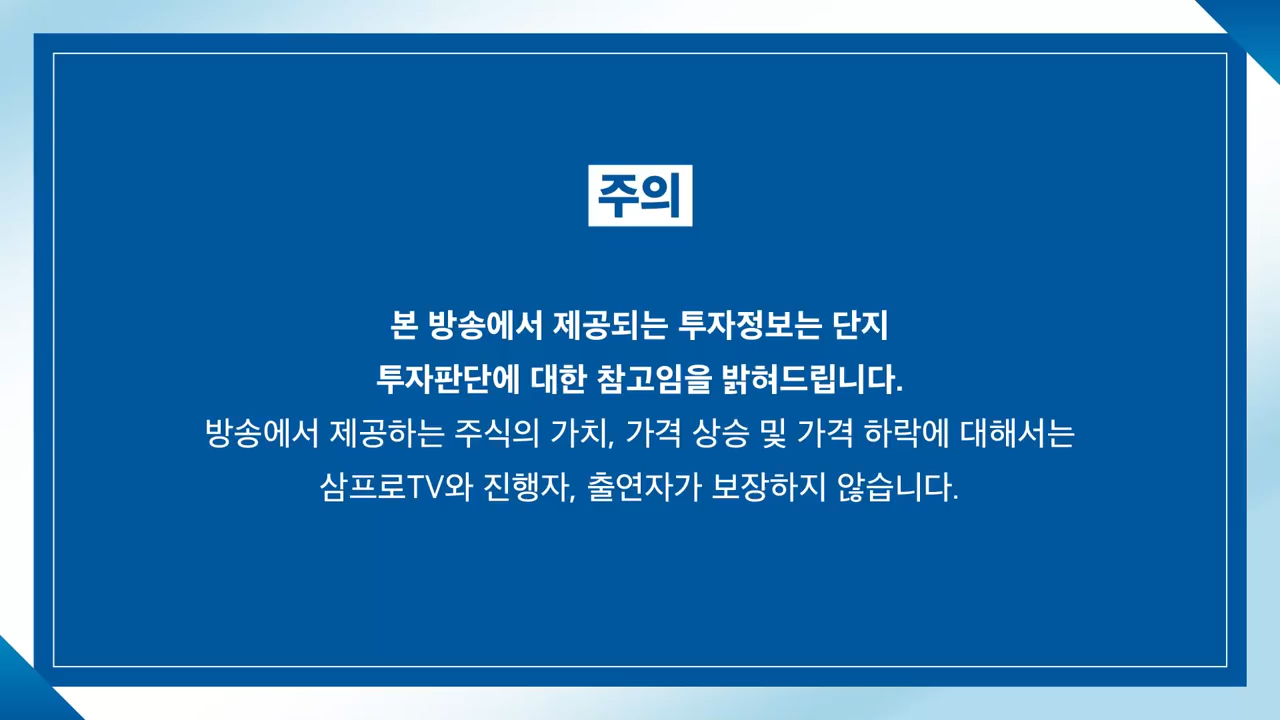 주의
본 방송에서 제공되는 투자정보는 단지
투자판단에 대한 참고임을 밝혀드립니다.
방송에서 제공하는 주식의 가치, 가격 상승 및 가격 하락에 대해서는
삼프로TV와 진행자, 출연자가 보장하지 않습니다.